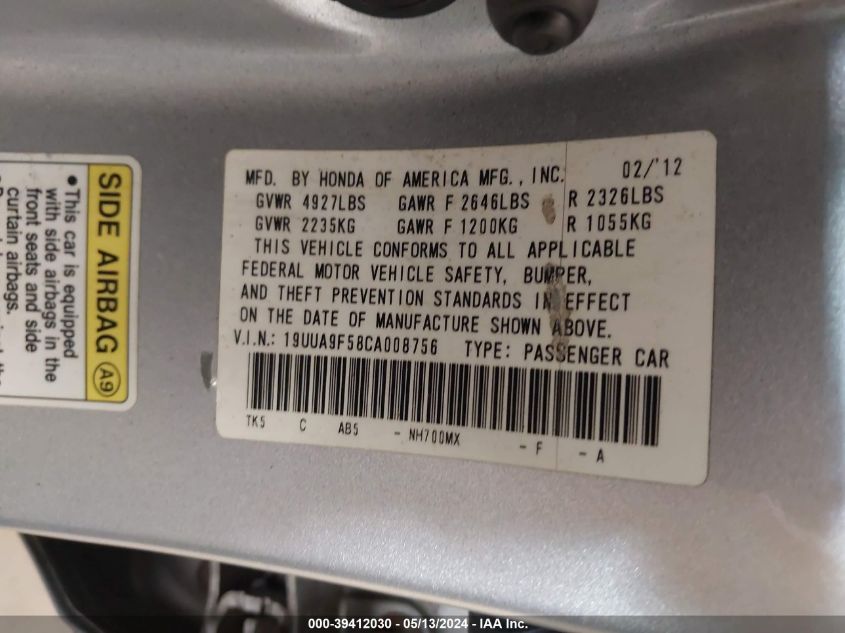 MFD. BY HONDA OF AMERICA MFG., INC. 02/'12
GVWR 4927LBS GAWR F 2646LBS R 2326LBS
GVWR 2235KG GAWR F 1200KG R 1055KG
THIS VEHICLE CONFORMS TO ALL APPLICABLE
FEDERAL MOTOR VEHICLE SAFETY, BUMPER,
AND THEFT PREVENTION STANDARDS IN EFFECT
ON THE DATE OF MANUFACTURE SHOWN ABOVE.
V.I.N.: 19UUA9F58CA008756 TYPE: PASSENGER CAR
TK5 C AB5 - NH700MX - F - A
SIDE AIRBAG A9
•This car is equipped
with side airbags in the
front seats and side
curtain airbags.
000-39412030 - 05/13/2024 - IAA Inc.